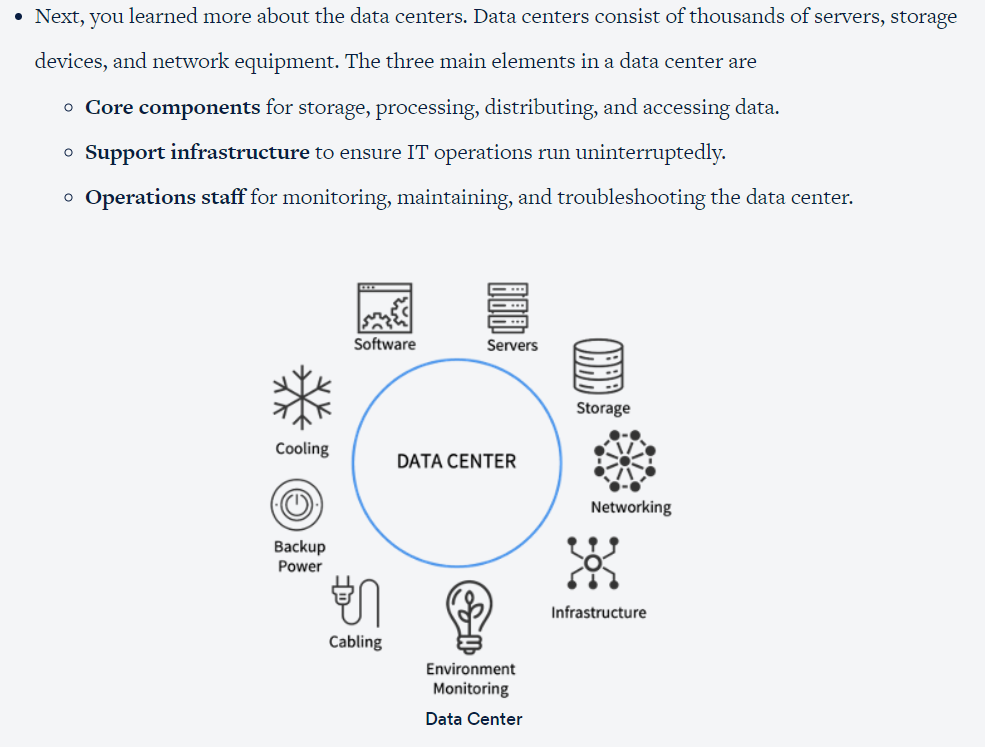 • Next, you learned more about the data centers. Data centers consist of thousands of servers, storage
devices, and network equipment. The three main elements in a data center are
◦ Core components for storage, processing, distributing, and accessing data.
◦ Support infrastructure to ensure IT operations run uninterruptedly.
◦ Operations staff for monitoring, maintaining, and troubleshooting the data center.
Software
Servers
Storage
Cooling
DATA CENTER
Networking
Backup
Power
Infrastructure
Cabling
Environment
Monitoring
Data Center